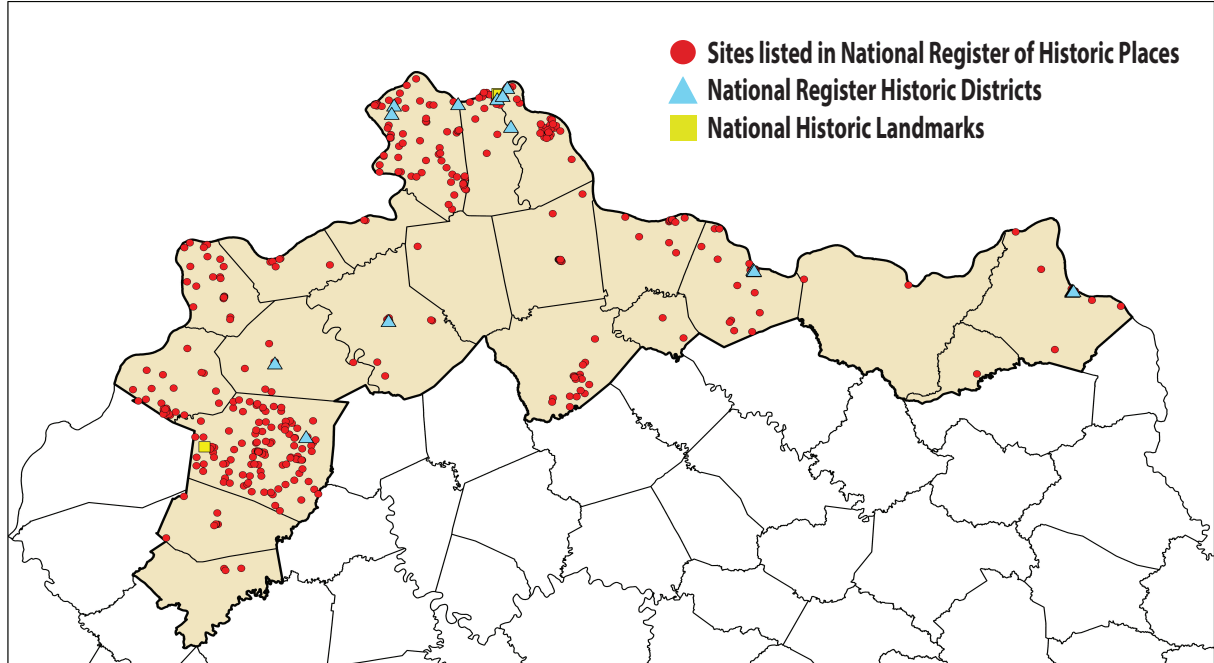 Sites listed in National Register of Historic Places
National Register Historic Districts
National Historic Landmarks